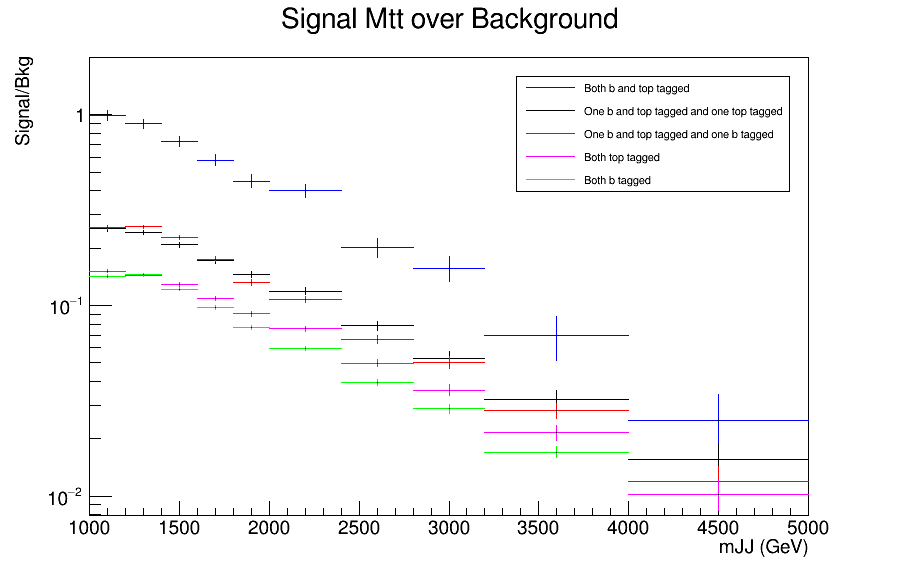 Signal Mtt over Background
Signal/Bkg
Both b and top tagged
One b and top tagged and one top tagged
One b and top tagged and one b tagged
Both top tagged
Both b tagged
1
10⁻¹
10⁻²
1000 1500 2000 2500 3000 3500 4000 4500 5000
mJJ (GeV)